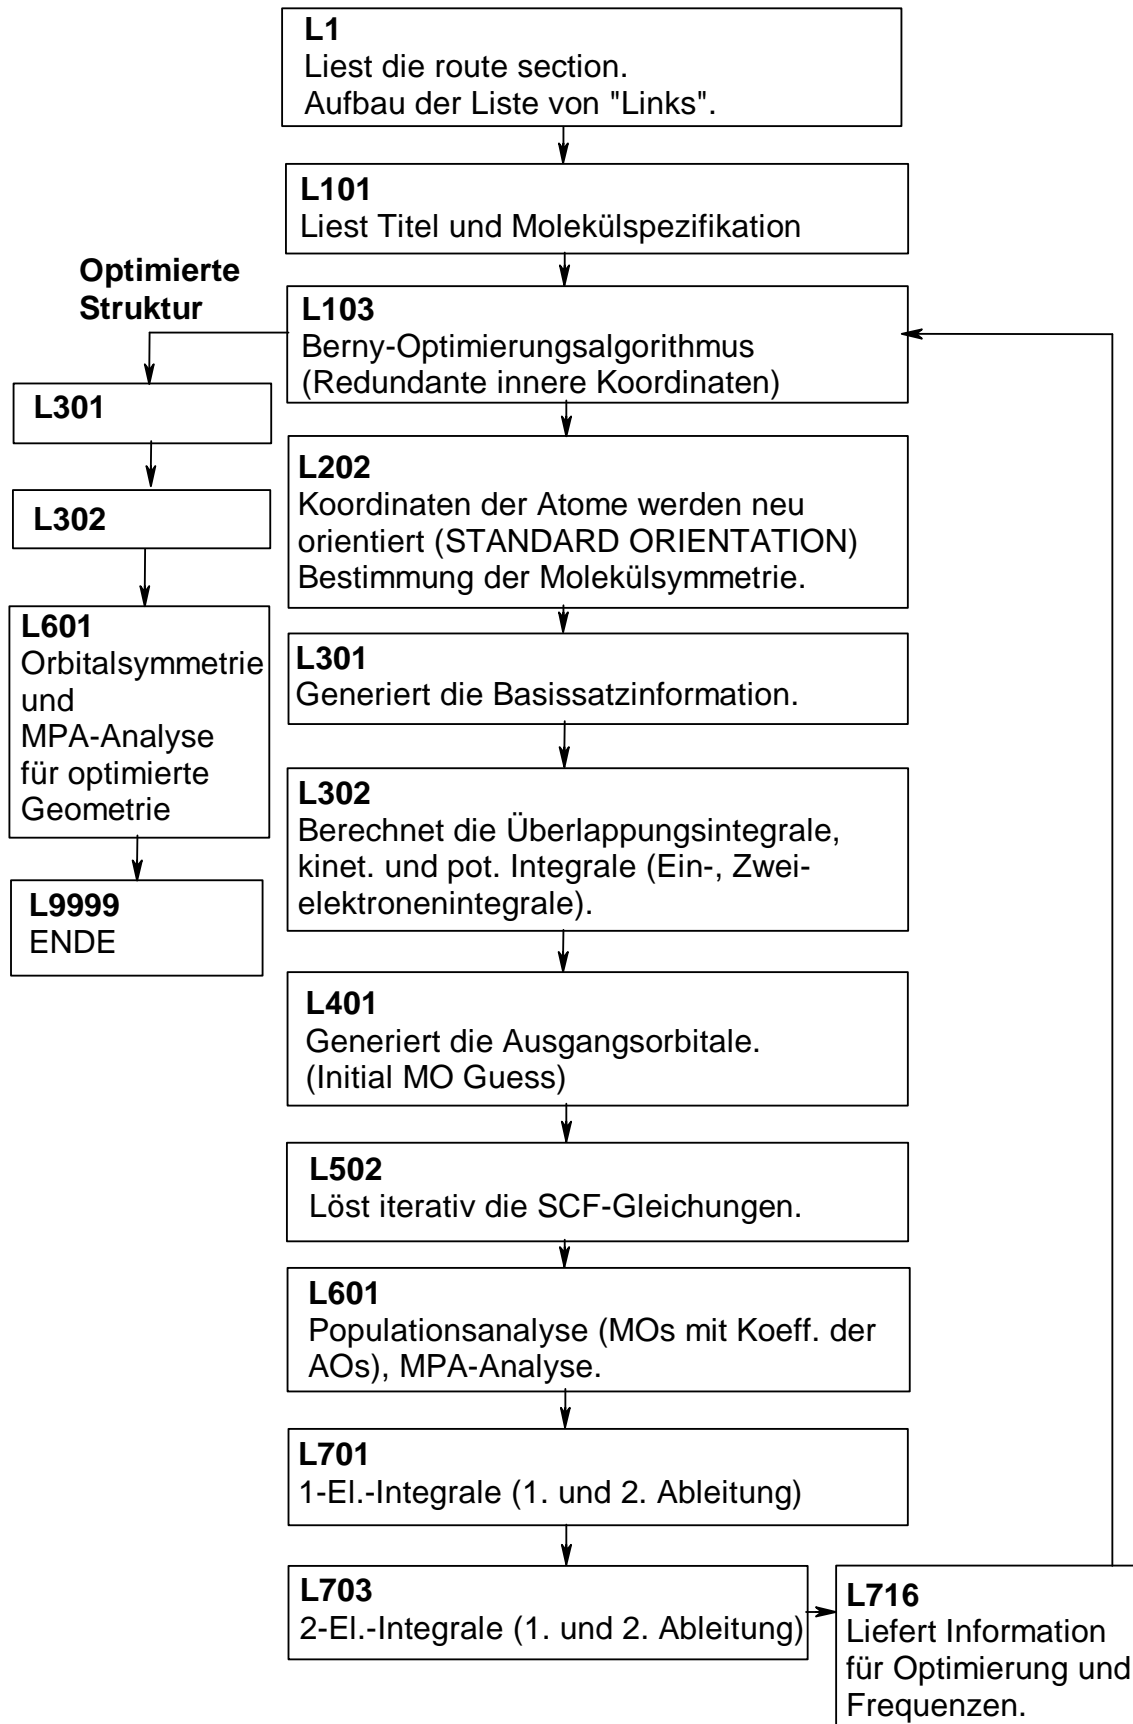 L1
Liest die route section.
Aufbau der Liste von "Links".
L101
Liest Titel und Molekülspezifikation
Optimierte
Struktur
L103
Berny-Optimierungsalgorithmus
(Redundante innere Koordinaten)
L301
L302
L601
Orbitalsymmetrie
und
MPA-Analyse
für optimierte
Geometrie
L9999
ENDE
L202
Koordinaten der Atome werden neu
orientiert (STANDARD ORIENTATION)
Bestimmung der Molekülsymmetrie.
L301
Generiert die Basissatzinformation.
L302
Berechnet die Überlappungsintegrale,
kinet. und pot. Integrale (Ein-, Zwei-
elektronenintegrale).
L401
Generiert die Ausgangsorbitale.
(Initial MO Guess)
L502
Löst iterativ die SCF-Gleichungen.
L601
Populationsanalyse (MOs mit Koeff. der
AOs), MPA-Analyse.
L701
1-El.-Integrale (1. und 2. Ableitung)
L703
2-El.-Integrale (1. und 2. Ableitung)
L716
Liefert Information
für Optimierung und
Frequenzen.